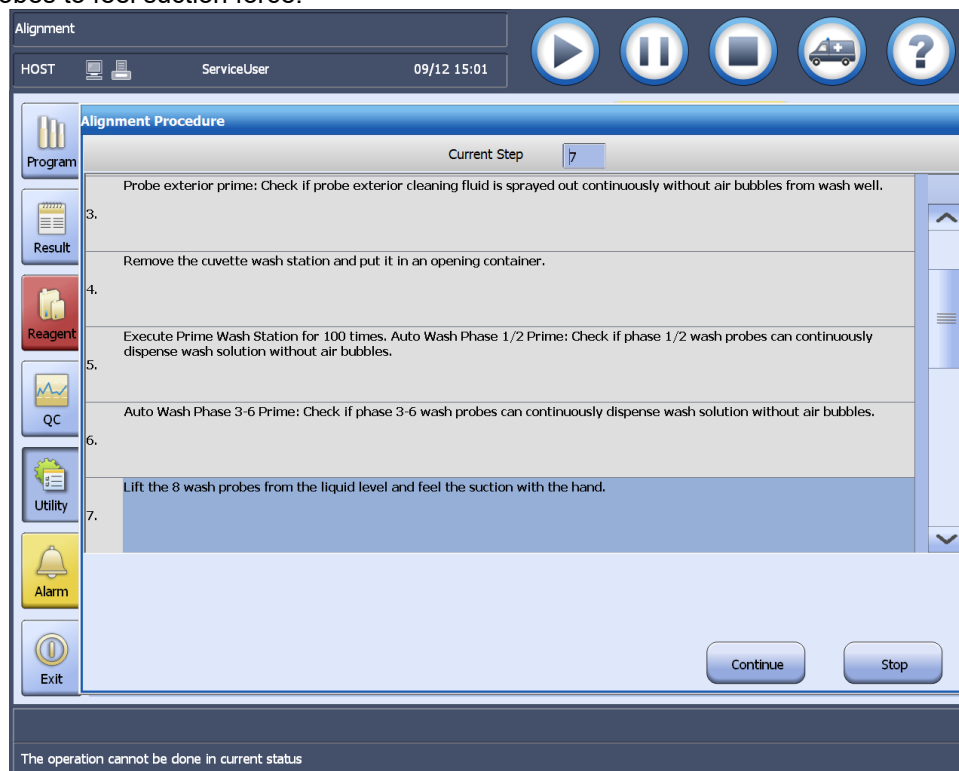 obes to feel suction force.
Alignment
HOST ServiceUser 09/12 15:01
?
Alignment Procedure
Current Step 7
Program
Result
Reagent
QC
Utility
Alarm
Exit
Probe exterior prime: Check if probe exterior cleaning fluid is sprayed out continuously without air bubbles from wash well.
3.
Remove the cuvette wash station and put it in an opening container.
4.
Execute Prime Wash Station for 100 times. Auto Wash Phase 1/2 Prime: Check if phase 1/2 wash probes can continuously
dispense wash solution without air bubbles.
5.
Auto Wash Phase 3-6 Prime: Check if phase 3-6 wash probes can continuously dispense wash solution without air bubbles.
6.
Lift the 8 wash probes from the liquid level and feel the suction with the hand.
7.
Continue Stop
The operation cannot be done in current status